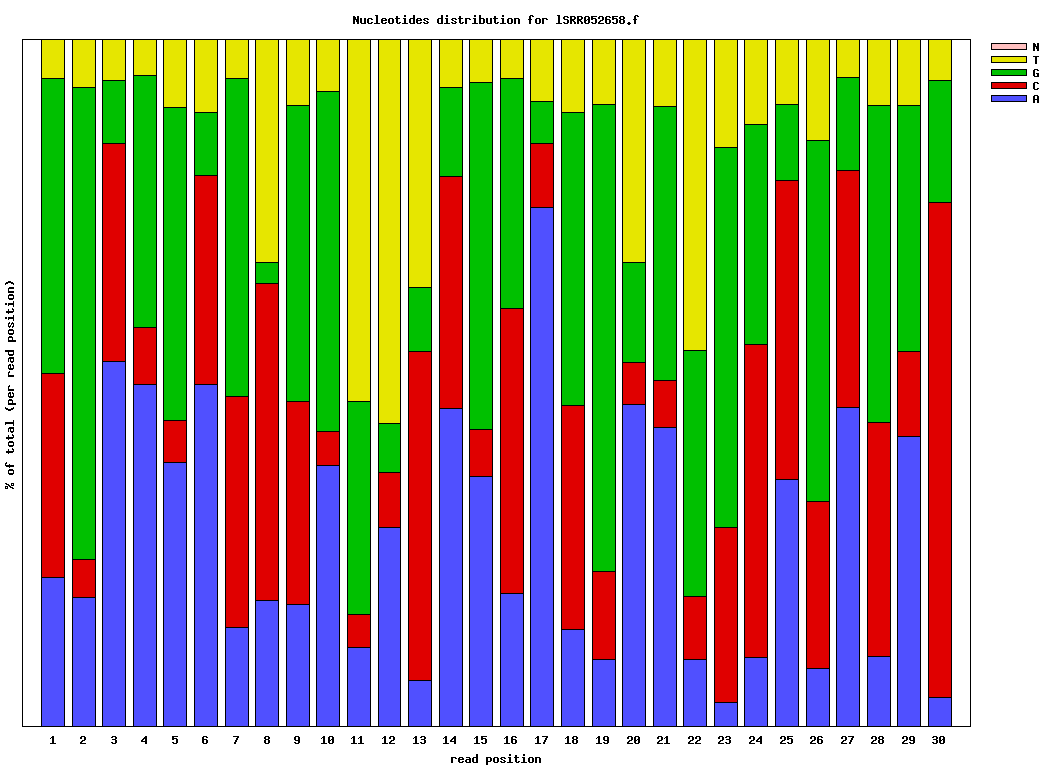 Nucleotides distribution for lSRR052658.f
N
T
G
C
A
% of total (per read position)
1 2 3 4 5 6 7 8 9 10 11 12 13 14 15 16 17 18 19 20 21 22 23 24 25 26 27 28 29 30
read position